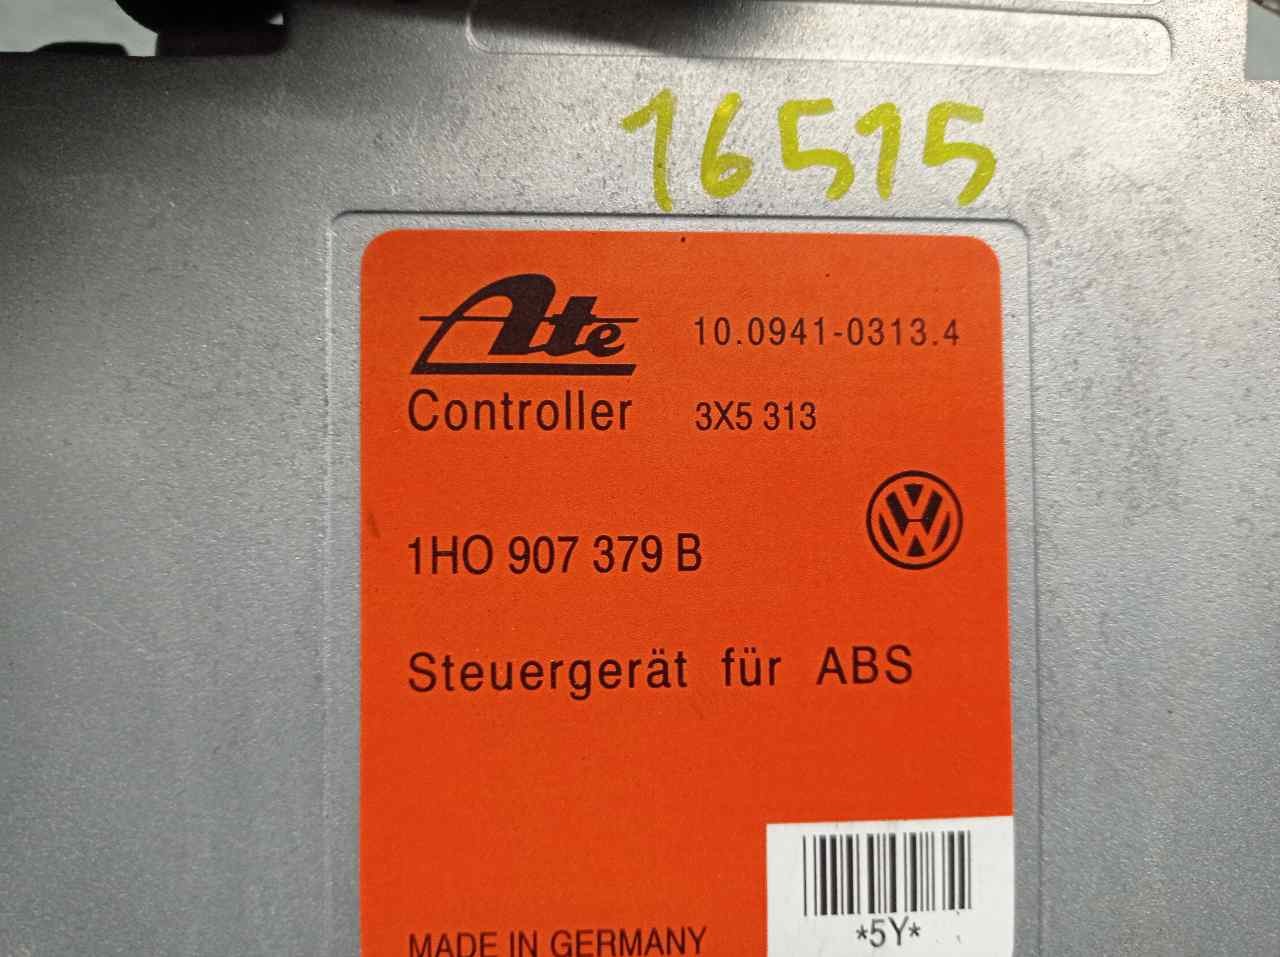 16515
Ate 10.0941-0313.4
Controller 3X5 313
1HO 907 379 B
Steuergerät für ABS
MADE IN GERMANY
*5Y*